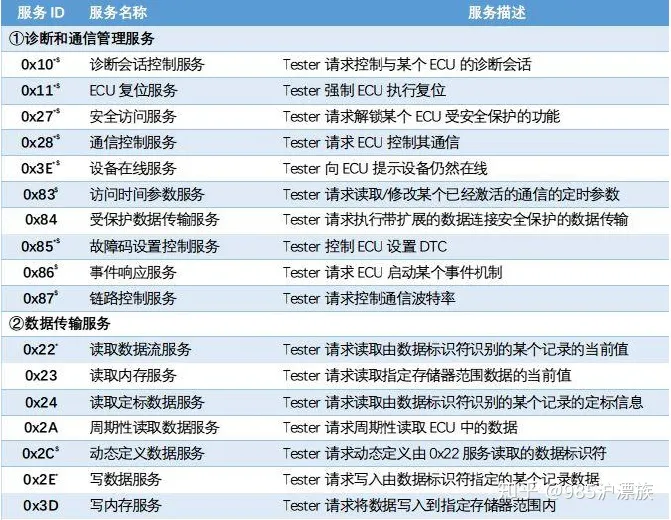 服务 ID 服务名称 服务描述
①诊断和通信管理服务
0x10*$ 诊断会话控制服务 Tester 请求控制与某个 ECU 的诊断会话
0x11*$ ECU 复位服务 Tester 强制 ECU 执行复位
0x27*$ 安全访问服务 Tester 请求解锁某个 ECU 受安全保护的功能
0x28*$ 通信控制服务 Tester 请求 ECU 控制其通信
0x3E*$ 设备在线服务 Tester 向 ECU 提示设备仍然在线
0x83$ 访问时间参数服务 Tester 请求读取/修改某个已经激活的通信的定时参数
0x84 受保护数据传输服务 Tester 请求执行带扩展的数据连接安全保护的数据传输
0x85*$ 故障码设置控制服务 Tester 控制 ECU 设置 DTC
0x86$ 事件响应服务 Tester 请求 ECU 启动某个事件机制
0x87$ 链路控制服务 Tester 请求控制通信波特率
②数据传输服务
0x22* 读取数据流服务 Tester 请求读取由数据标识符识别的某个记录的当前值
0x23 读取内存服务 Tester 请求读取指定存储器范围数据的当前值
0x24 读取定标数据服务 Tester 请求读取由数据标识符识别的某个记录的定标信息
0x2A 周期性读取数据服务 Tester 请求周期性读取 ECU 中的数据
0x2C$ 动态定义数据服务 Tester 请求动态定义由 0x22 服务读取的数据标识符
0x2E* 写数据服务 Tester 请求写入由数据标识符指定的某个记录数据
0x3D 写内存服务 Tester 请求将数据写入到指定存储器范围内
知乎 @985沪漂族